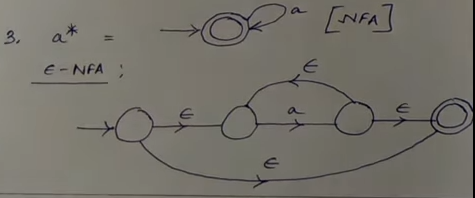 3. a* = a [NFA]
ε-NFA :
ε
ε a ε
ε